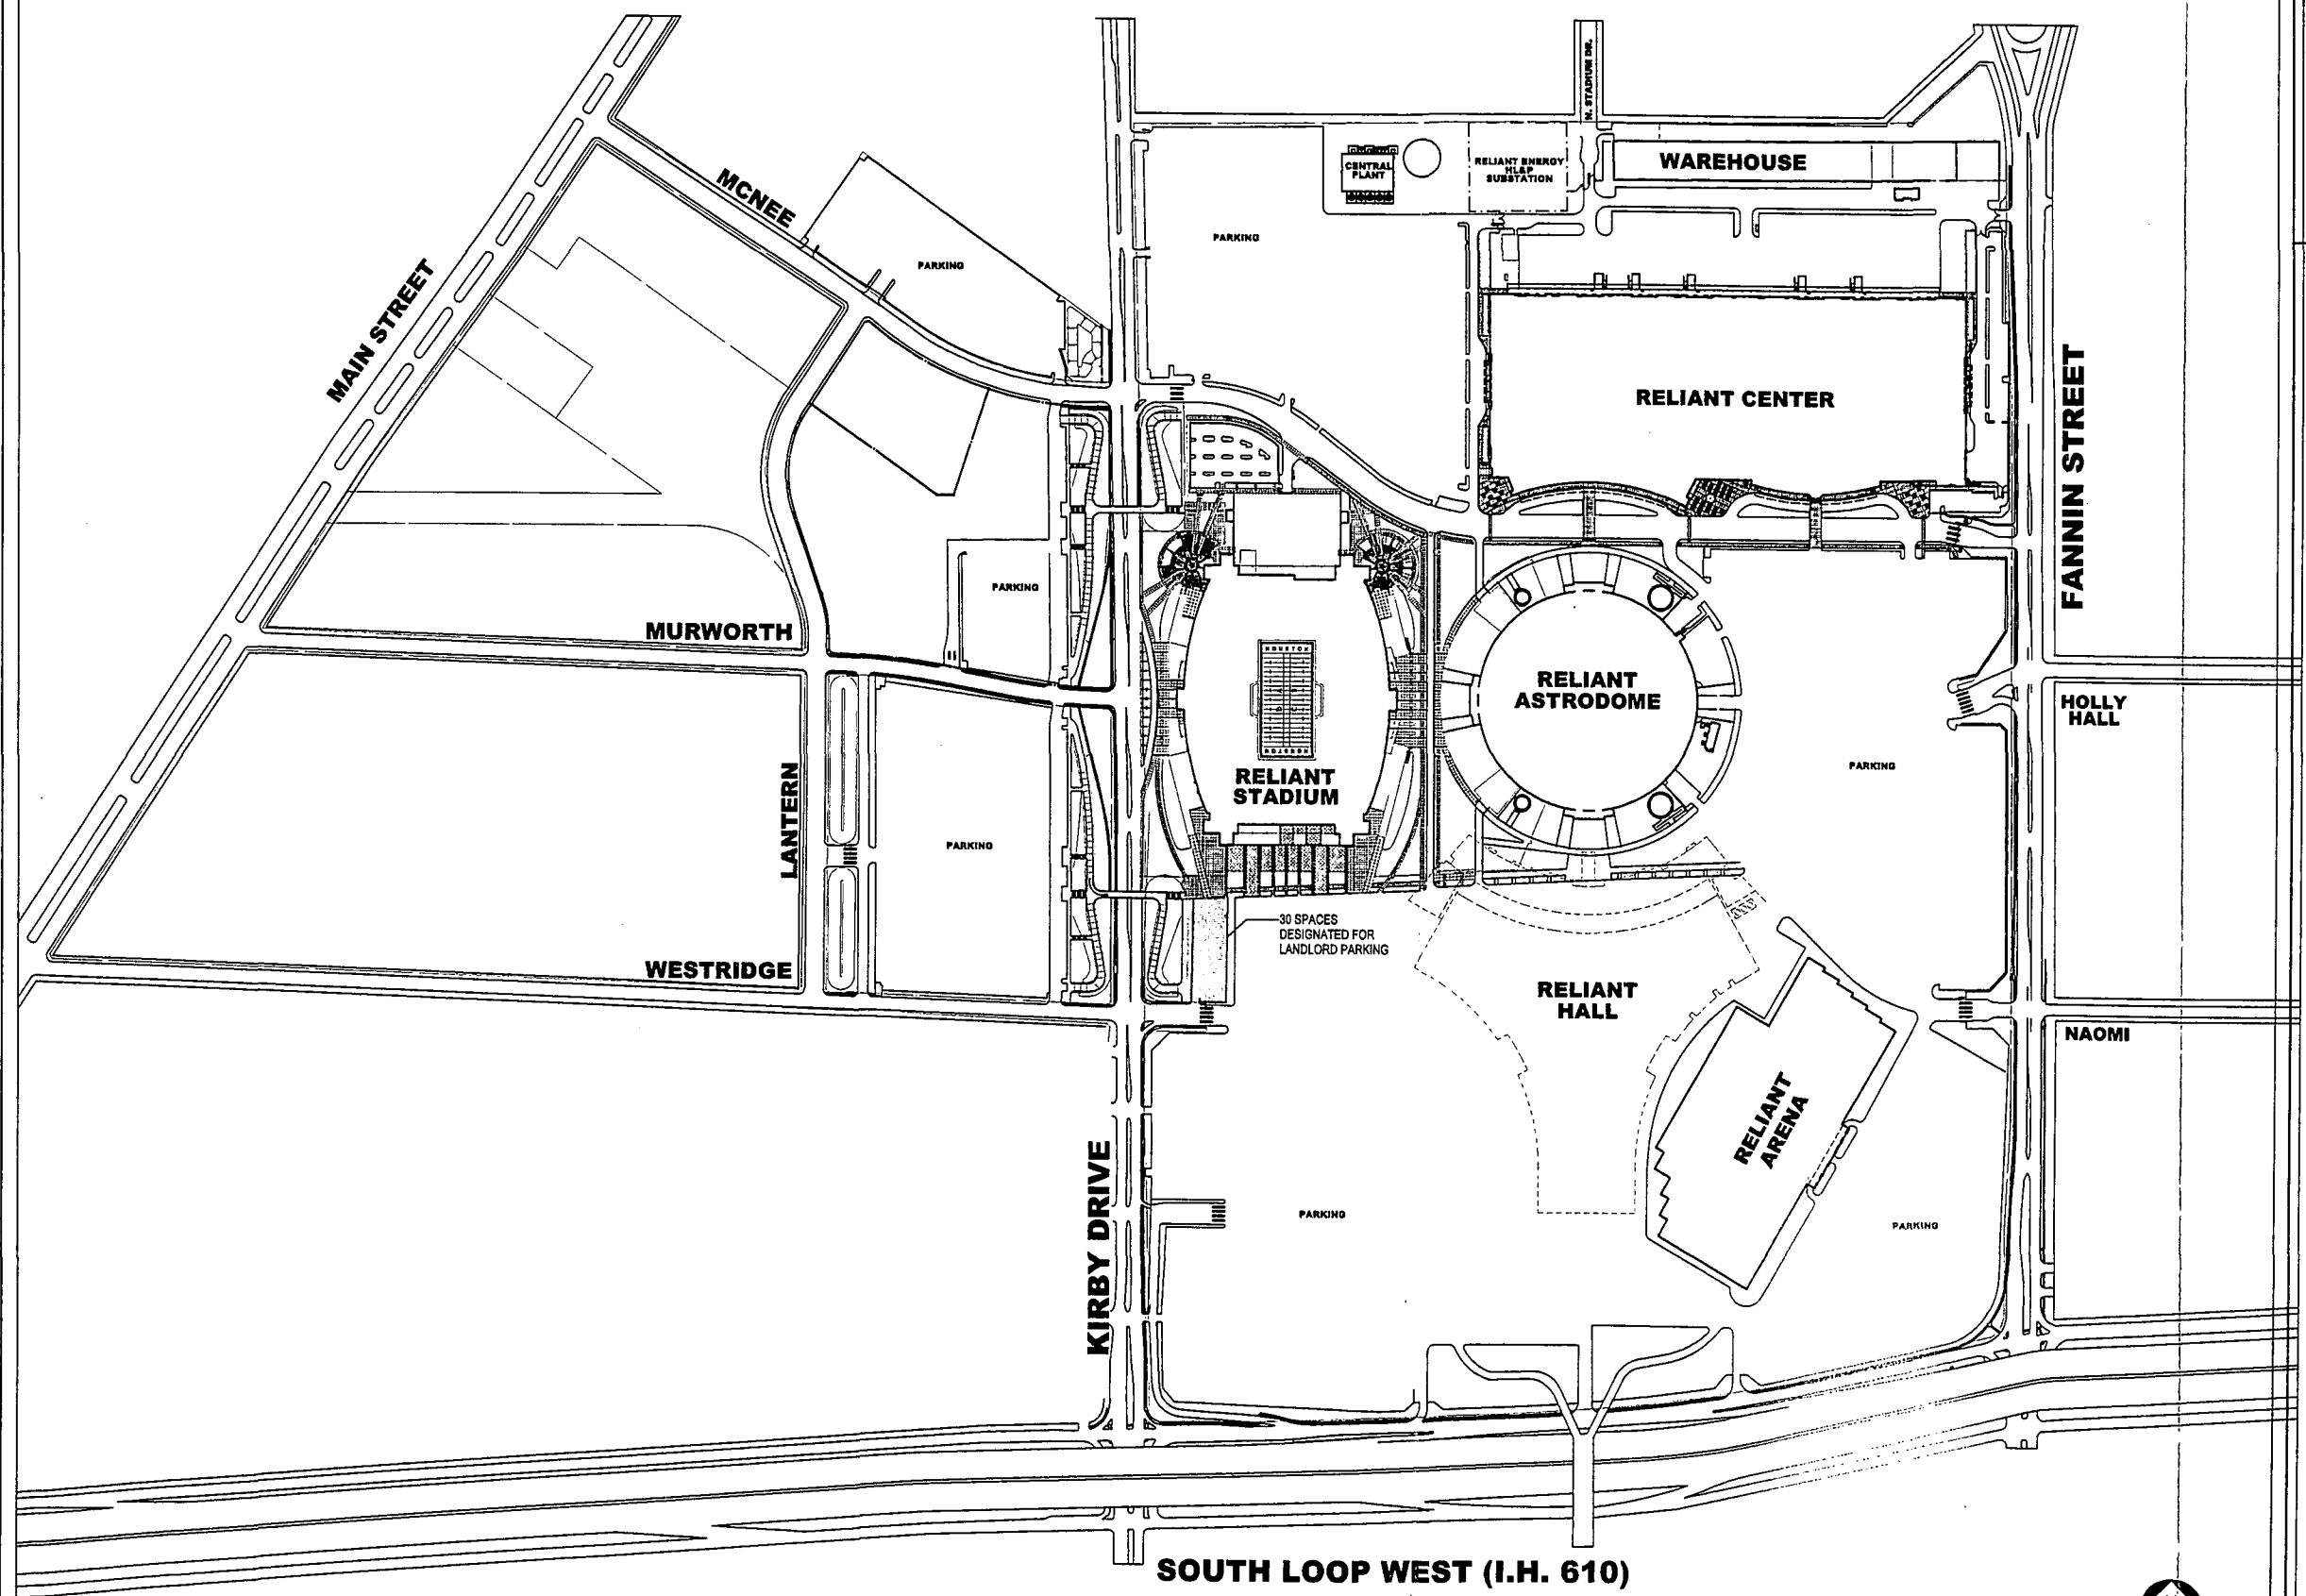 N. STADIUM DR.
CENTRAL
PLANT
RELIANT ENERGY
HL&P
SUBSTATION
WAREHOUSE
MCNEE
PARKING
PARKING
MAIN STREET
RELIANT CENTER
FANNIN STREET
PARKING
MURWORTH
HOUSTON
RELIANT
ASTRODOME
HOLLY
HALL
HOUSTON
RELIANT
STADIUM
LANTERN
PARKING
PARKING
30 SPACES
DESIGNATED FOR
LANDLORD PARKING
WESTRIDGE
RELIANT
HALL
NAOMI
RELIANT
ARENA
KIRBY DRIVE
PARKING
PARKING
SOUTH LOOP WEST (I.H. 610)